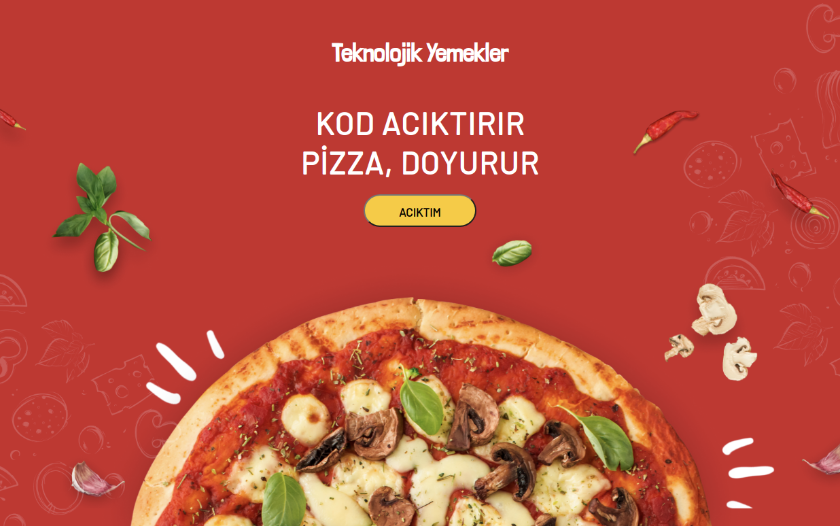 Teknolojik Yemekler
KOD ACIKTIRIR
PİZZA, DOYURUR
ACIKTIM